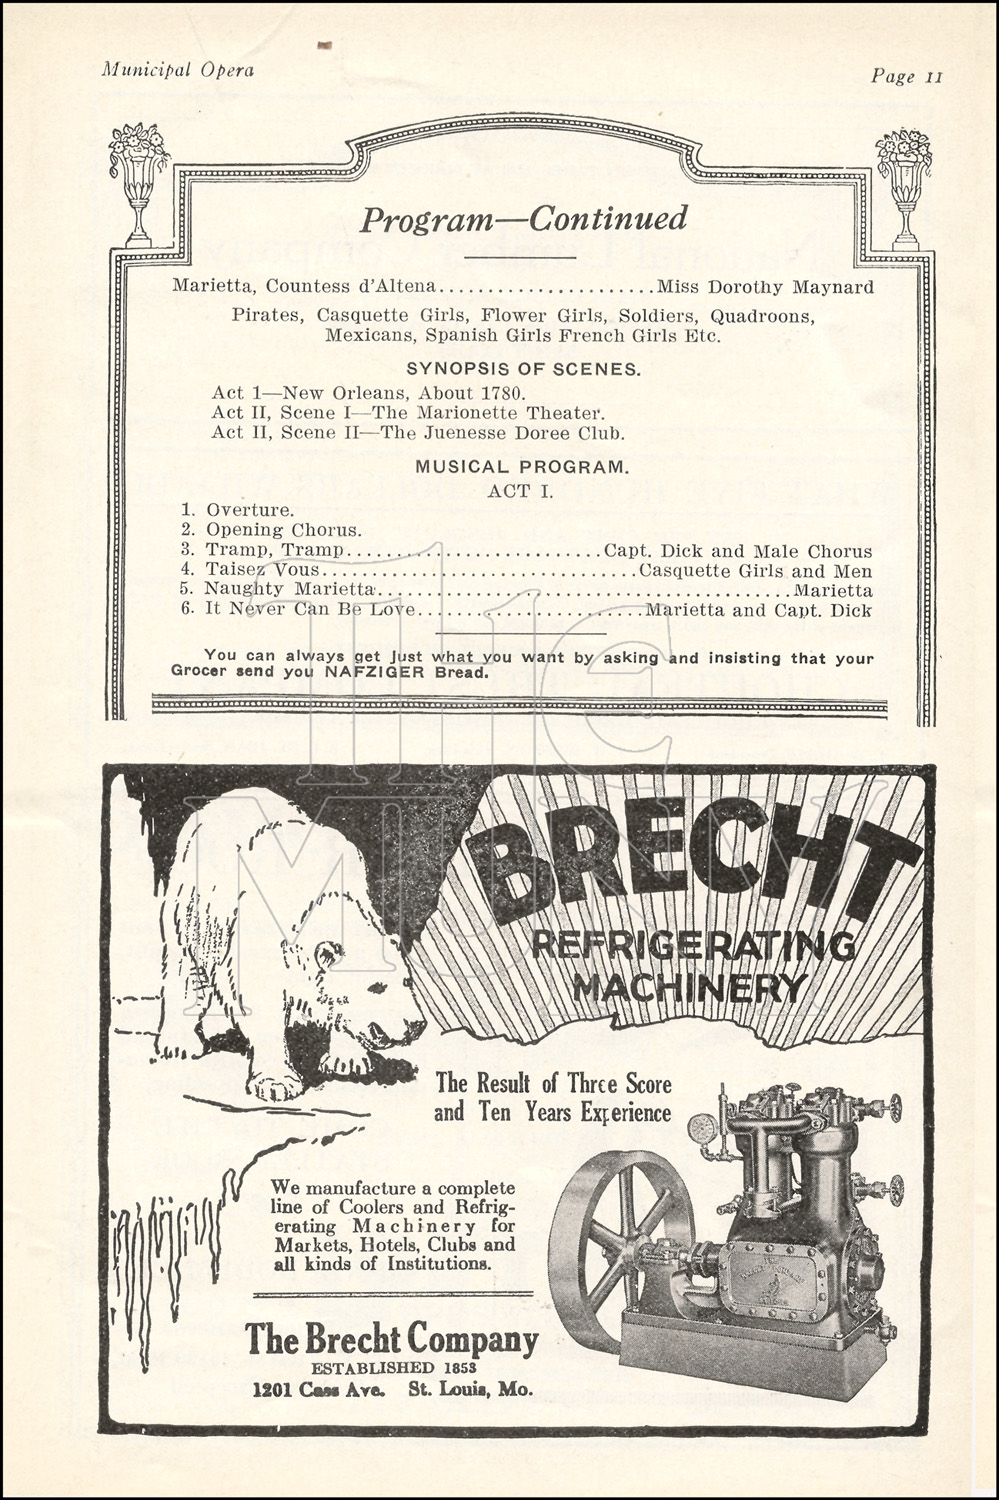 Municipal Opera
Page 11
Program—Continued
Marietta, Countess d'Altena......................Miss Dorothy Maynard
Pirates, Casquette Girls, Flower Girls, Soldiers, Quadroons,
Mexicans, Spanish Girls French Girls Etc.
SYNOPSIS OF SCENES.
Act 1—New Orleans, About 1780.
Act II, Scene I—The Marionette Theater.
Act II, Scene II—The Juenesse Doree Club.
MUSICAL PROGRAM.
ACT I.
1. Overture.
2. Opening Chorus.
3. Tramp, Tramp..........................Capt. Dick and Male Chorus
4. Taisez Vous................................Casquette Girls and Men
5. Naughty Marietta..........................................Marietta
6. It Never Can Be Love.......................Marietta and Capt. Dick
You can always get just what you want by asking and insisting that your
Grocer send you NAFZIGER Bread.
The
MUNY
BRECHT
REFRIGERATING
MACHINERY
The Result of Three Score
and Ten Years Experience
We manufacture a complete
line of Coolers and Refrig-
erating Machinery for
Markets, Hotels, Clubs and
all kinds of Institutions.
The Brecht Company
ESTABLISHED 1853
1201 Cass Ave. St. Louis, Mo.